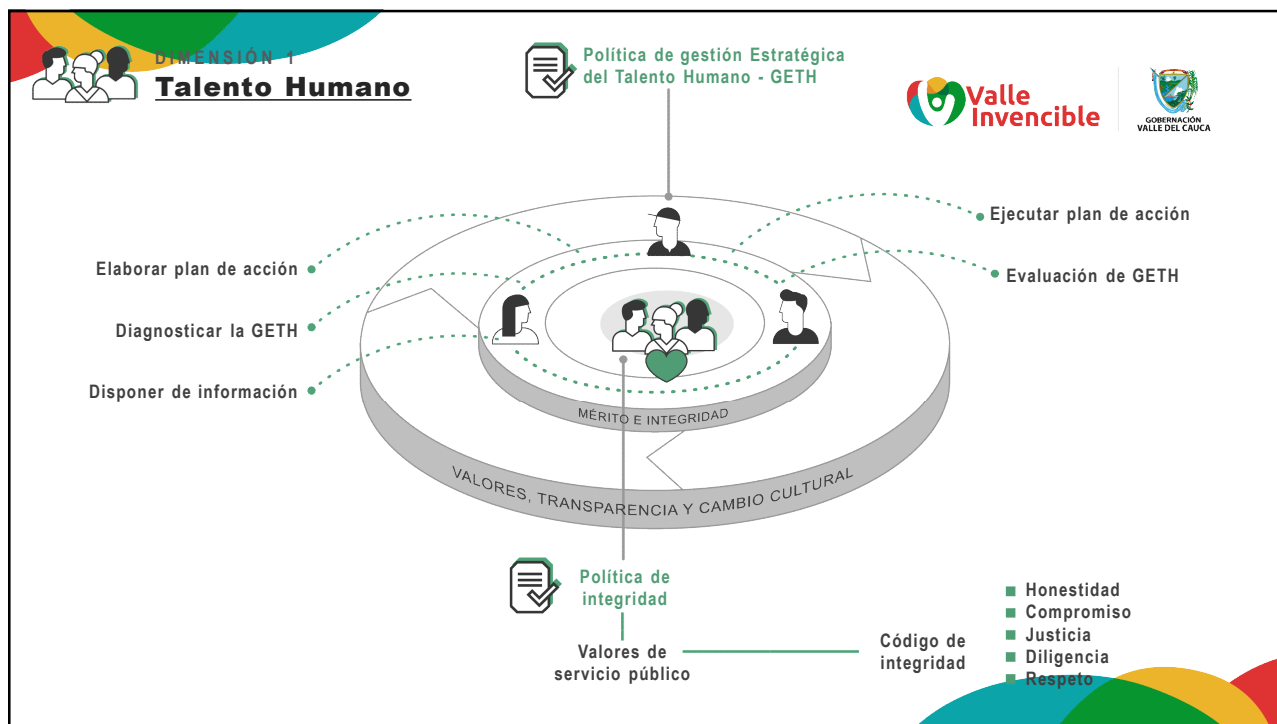 DIMENSIÓN 1
Talento Humano
Política de gestión Estratégica
del Talento Humano - GETH
Valle
Invencible
GOBERNACIÓN
VALLE DEL CAUCA
Ejecutar plan de acción
Evaluación de GETH
Elaborar plan de acción
Diagnosticar la GETH
Disponer de información
MÉRITO E INTEGRIDAD
VALORES, TRANSPARENCIA Y CAMBIO CULTURAL
Política de
integridad
Valores de
servicio público
Código de
integridad
Honestidad
Compromiso
Justicia
Diligencia
Respeto